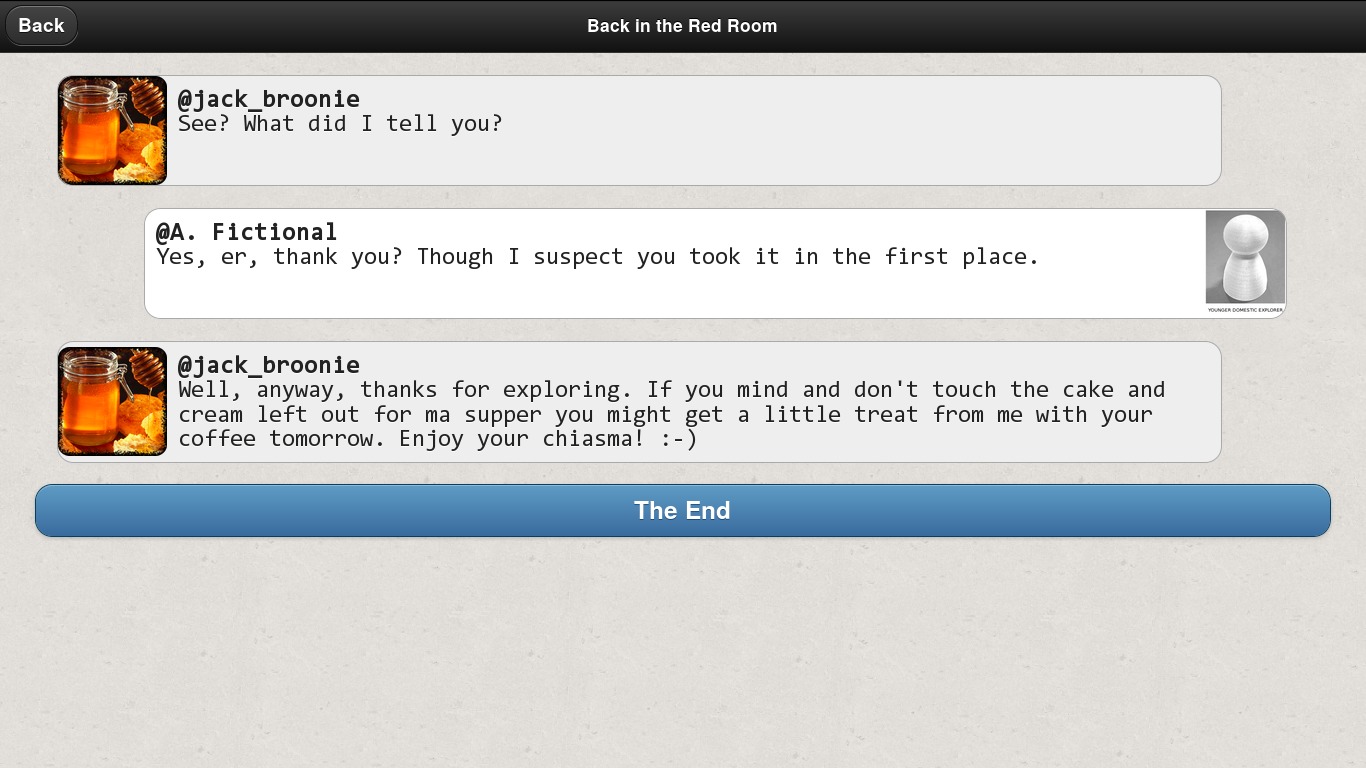 Back
Back in the Red Room
@jack_broonie
See? What did I tell you?
@A. Fictional
Yes, er, thank you? Though I suspect you took it in the first place.
YOUNGER DOMESTIC EXPLORER
@jack_broonie
Well, anyway, thanks for exploring. If you mind and don't touch the cake and
cream left out for ma supper you might get a little treat from me with your
coffee tomorrow. Enjoy your chiasma! :-)
The End